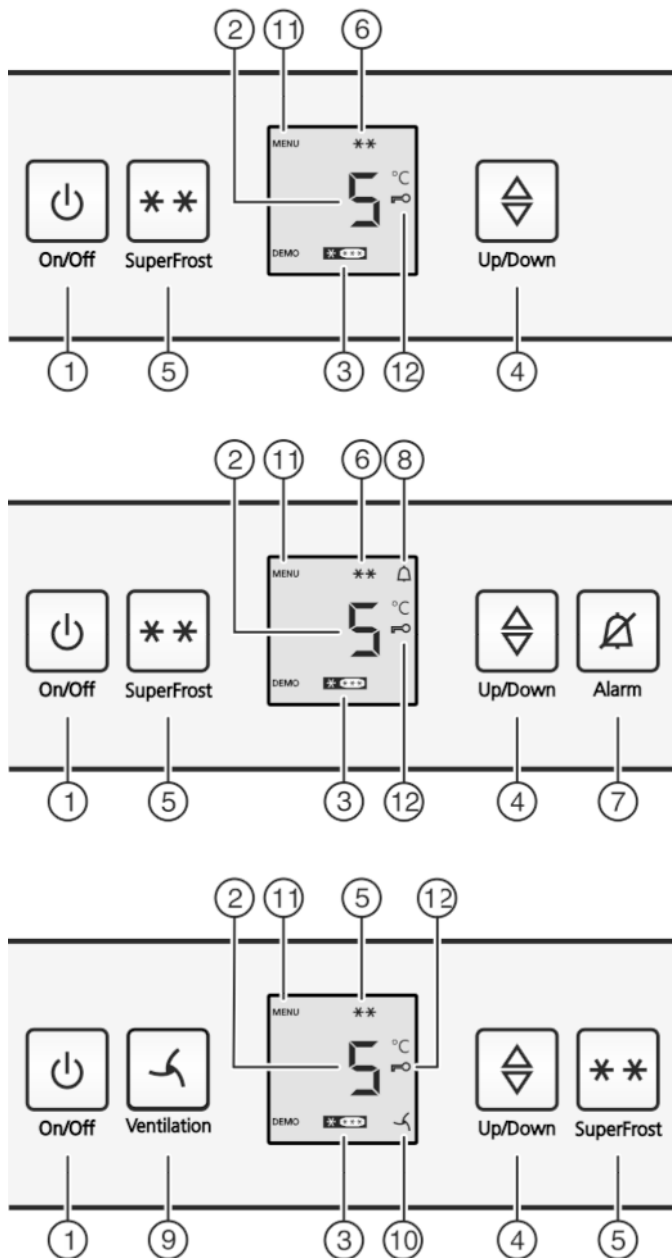 2 11 6
MENU **
5 °C
DEMO * ***
On/Off SuperFrost Up/Down
1 5 3 12 4
2 11 6 8
MENU **
5 °C
DEMO * ***
On/Off SuperFrost Up/Down Alarm
1 5 3 12 4 7
2 11 5 12
MENU **
5 °C
DEMO * ***
On/Off Ventilation Up/Down SuperFrost
1 9 3 10 4 5